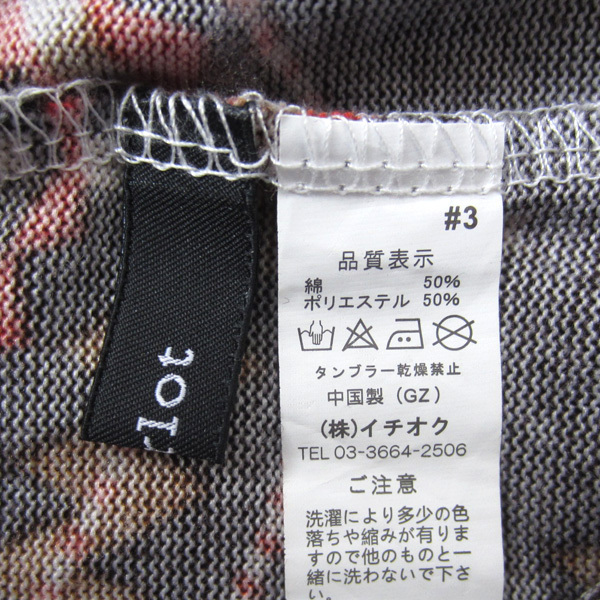 #3
品質表示
綿 50%
ポリエステル 50%
タンブラー乾燥禁止
中国製(GZ)
(株)イチオク
TEL 03-3664-2506
ご注意
洗濯により多少の色
落ちや縮みが有りま
すので他のものと一
緒に洗わないで下さ
い。
lot